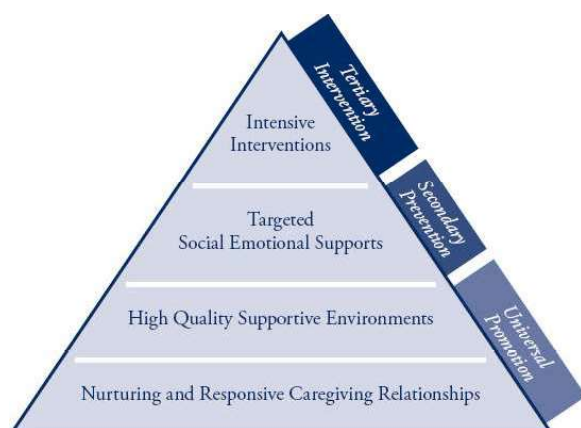 Tertiary
Intervention
Intensive
Interventions
Secondary
Prevention
Targeted
Social Emotional Supports
Universal
Promotion
High Quality Supportive Environments
Nurturing and Responsive Caregiving Relationships